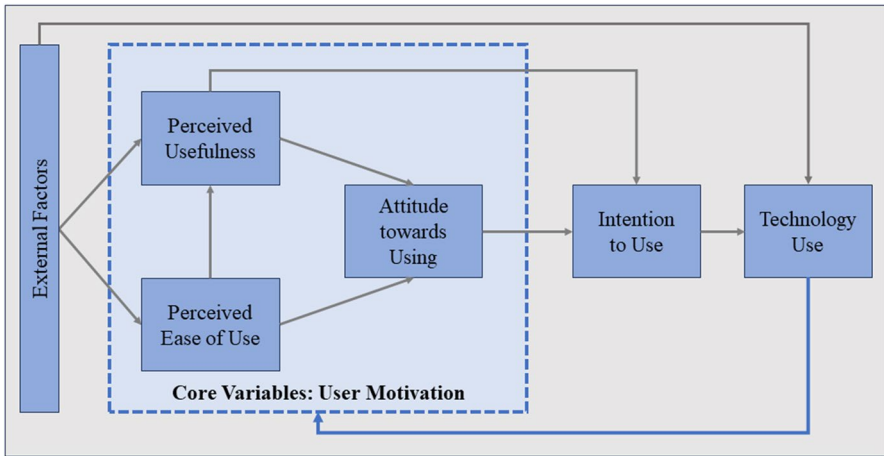 External Factors
Perceived
Usefulness
Perceived
Ease of Use
Attitude
towards
Using
Intention
to Use
Technology
Use
Core Variables: User Motivation